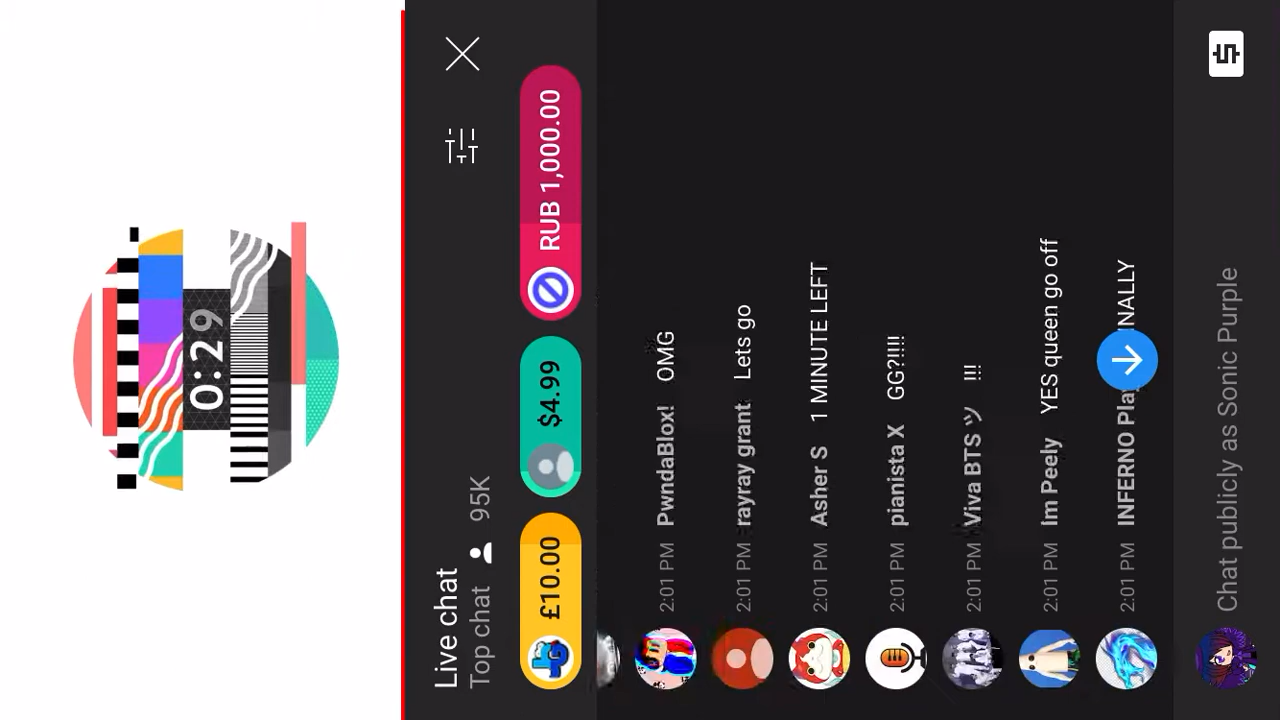 0:29
Live chat
Top chat 95K
£10.00 $4.99 RUB 1,000.00
2:01 PM PwndaBlox! OMG
2:01 PM rayray grant Lets go
2:01 PM Asher S 1 MINUTE LEFT
2:01 PM pianista X GG?!!!!
2:01 PM Viva BTS ツ !!!
2:01 PM Im Peely YES queen go off
2:01 PM INFERNO
Chat publicly as Sonic Purple